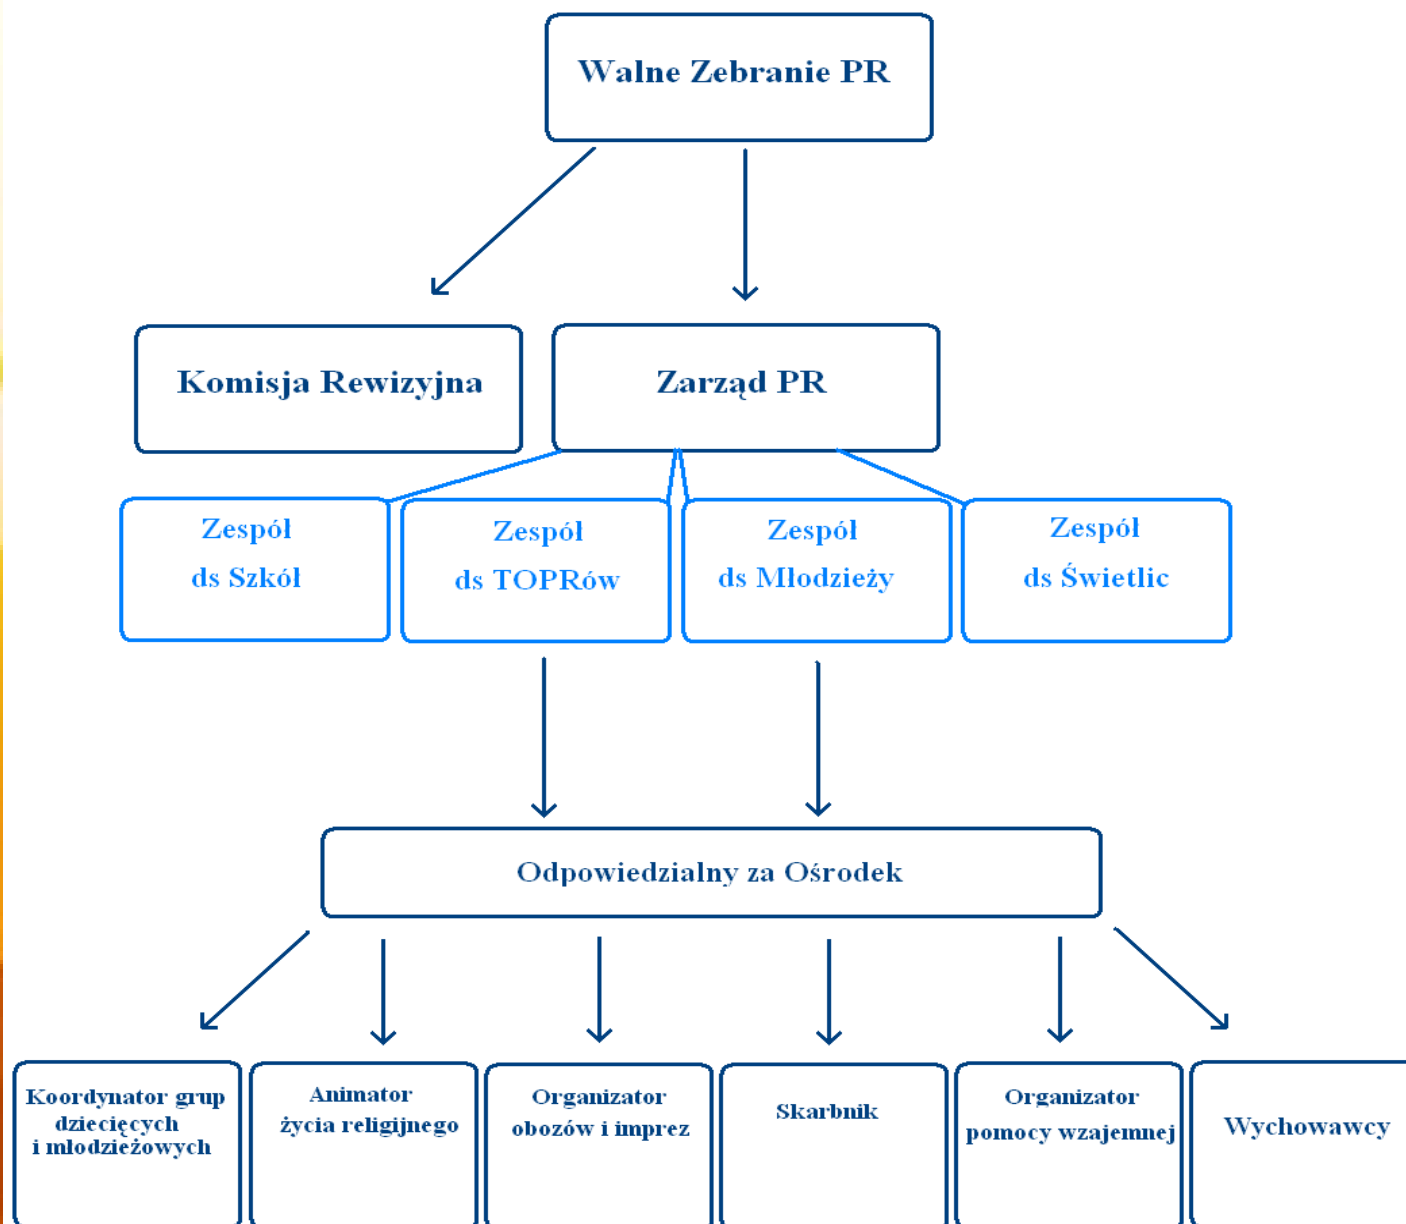 Walne Zebranie PR
Komisja Rewizyjna
Zarząd PR
Zespół
ds Szkół
Zespół
ds TOPRów
Zespół
ds Młodzieży
Zespół
ds Świetlic
Odpowiedzialny za Ośrodek
Koordynator grup
dziecięcych
i młodzieżowych
Animator
życia religijnego
Organizator
obozów i imprez
Skarbnik
Organizator
pomocy wzajemnej
Wychowawcy